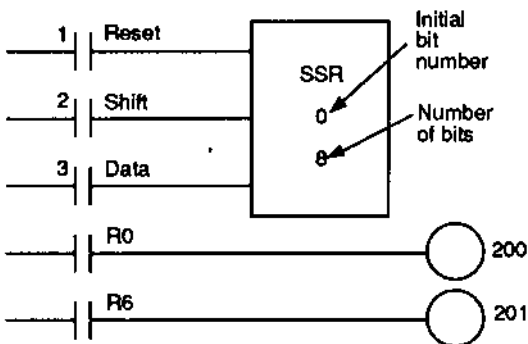 1 Reset
2 Shift
3 Data
SSR
0
8
Initial
bit
number
Number
of bits
R0
200
R6
201